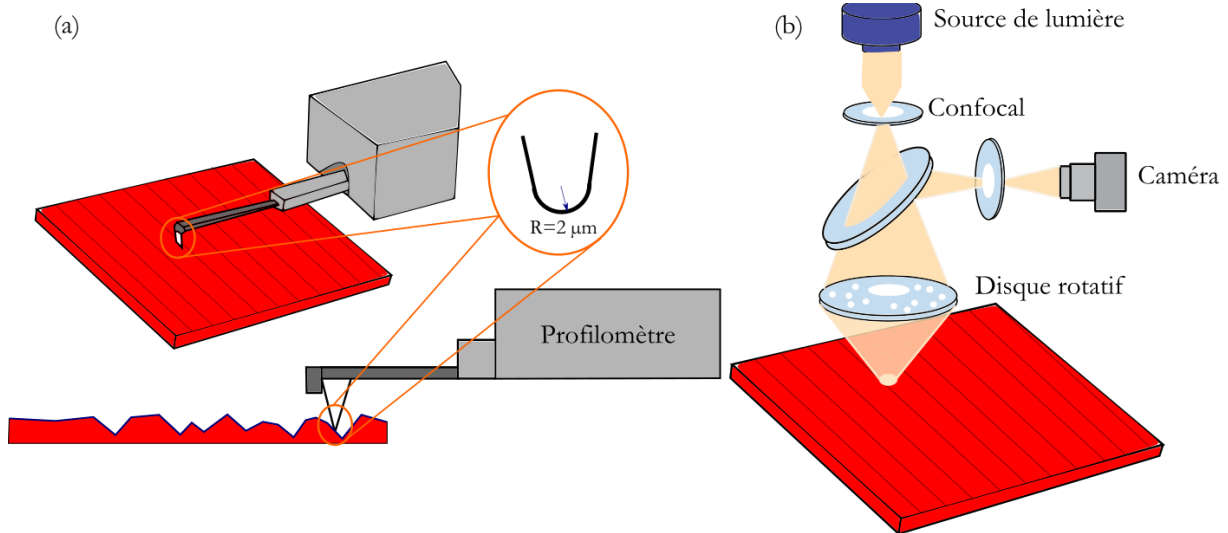 (a)
R=2 μm
Profilomètre
(b)
Source de lumière
Confocal
Caméra
Disque rotatif